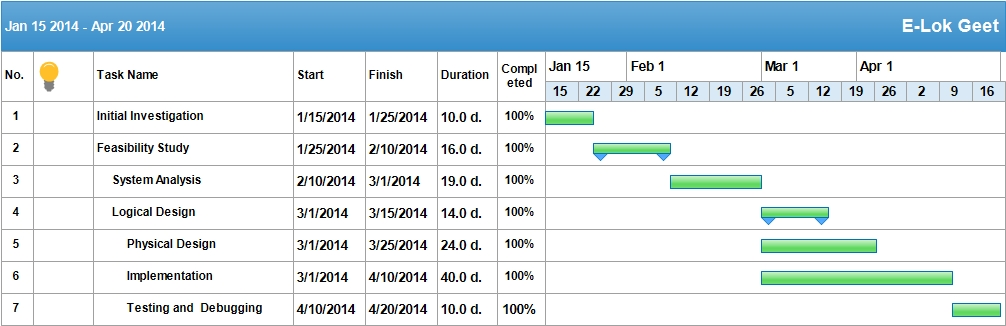 Jan 15 2014 - Apr 20 2014 E-Lok Geet
No. Task Name Start Finish Duration Compl eted Jan 15 Feb 1 Mar 1 Apr 1
15 22 29 5 12 19 26 5 12 19 26 2 9 16
1 Initial Investigation 1/15/2014 1/25/2014 10.0 d. 100%
2 Feasibility Study 1/25/2014 2/10/2014 16.0 d. 100%
3 System Analysis 2/10/2014 3/1/2014 19.0 d. 100%
4 Logical Design 3/1/2014 3/15/2014 14.0 d. 100%
5 Physical Design 3/1/2014 3/25/2014 24.0 d. 100%
6 Implementation 3/1/2014 4/10/2014 40.0 d. 100%
7 Testing and Debugging 4/10/2014 4/20/2014 10.0 d. 100%